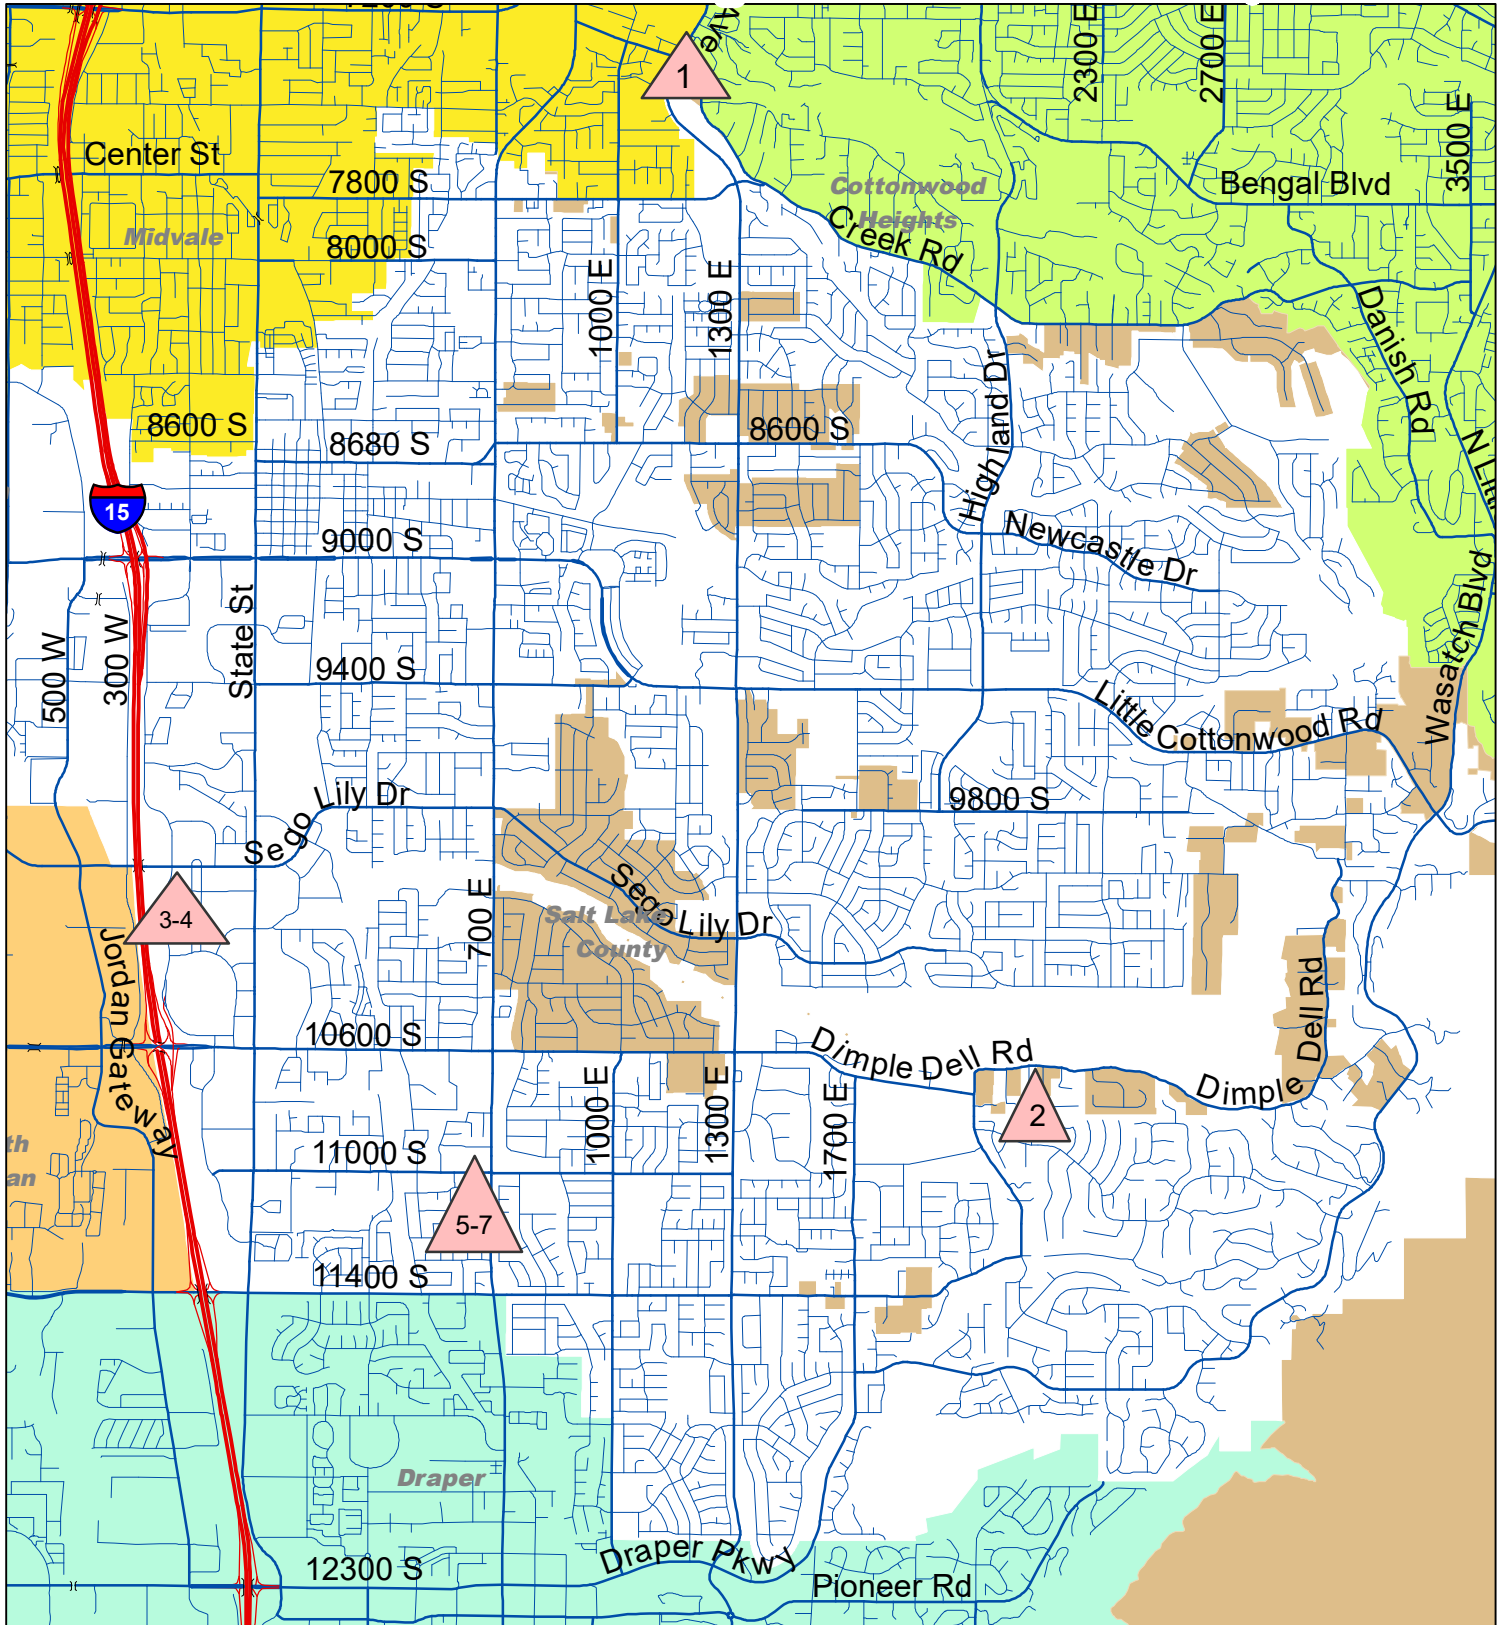 1
2300 E
2700 E
3500 E
Center St
7800 S
Bengal Blvd
Cottonwood
Heights
Midvale
8000 S
Creek Rd
1000 E
1300 E
Danish Rd
Highland Dr
8600 S
8680 S
8600 S
15
9000 S
Newcastle Dr
State St
500 W
300 W
9400 S
Wasatch Blvd
Little Cottonwood Rd
Sego Lily Dr
9800 S
3-4
700 E
Sego Lily Dr
Salt Lake
County
Jordan Gateway
10600 S
Dimple Dell Rd
Dimple Dell Rd
1000 E
1300 E
1700 E
2
11000 S
5-7
11400 S
Draper
12300 S
Draper Pkwy
Pioneer Rd